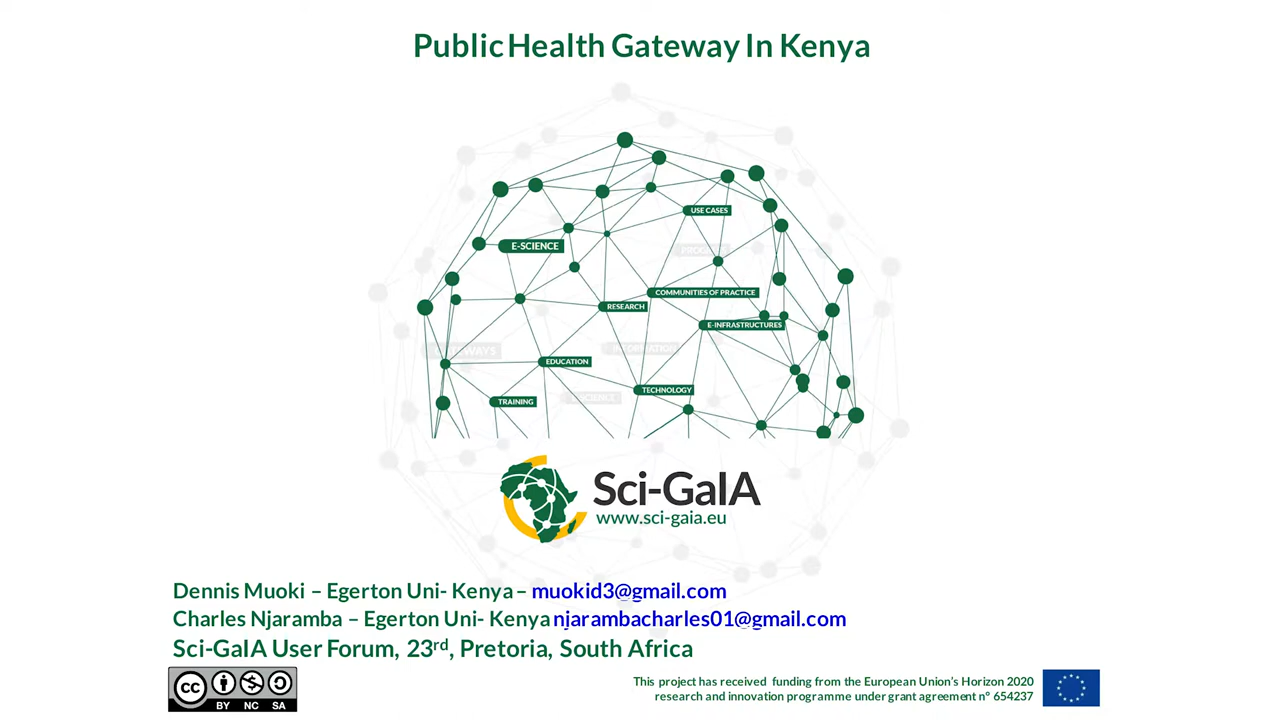 Public Health Gateway In Kenya
USE CASES
E-SCIENCE
COMMUNITIES OF PRACTICE
RESEARCH
E-INFRASTRUCTURES
EDUCATION
TECHNOLOGY
TRAINING
Sci-GaIA
www.sci-gaia.eu
Dennis Muoki – Egerton Uni- Kenya – muokid3@gmail.com
Charles Njaramba – Egerton Uni- Kenya njarambacharles01@gmail.com
Sci-GaIA User Forum, 23rd, Pretoria, South Africa
This project has received funding from the European Union's Horizon 2020
research and innovation programme under grant agreement n° 654237
cc
BY NC SA